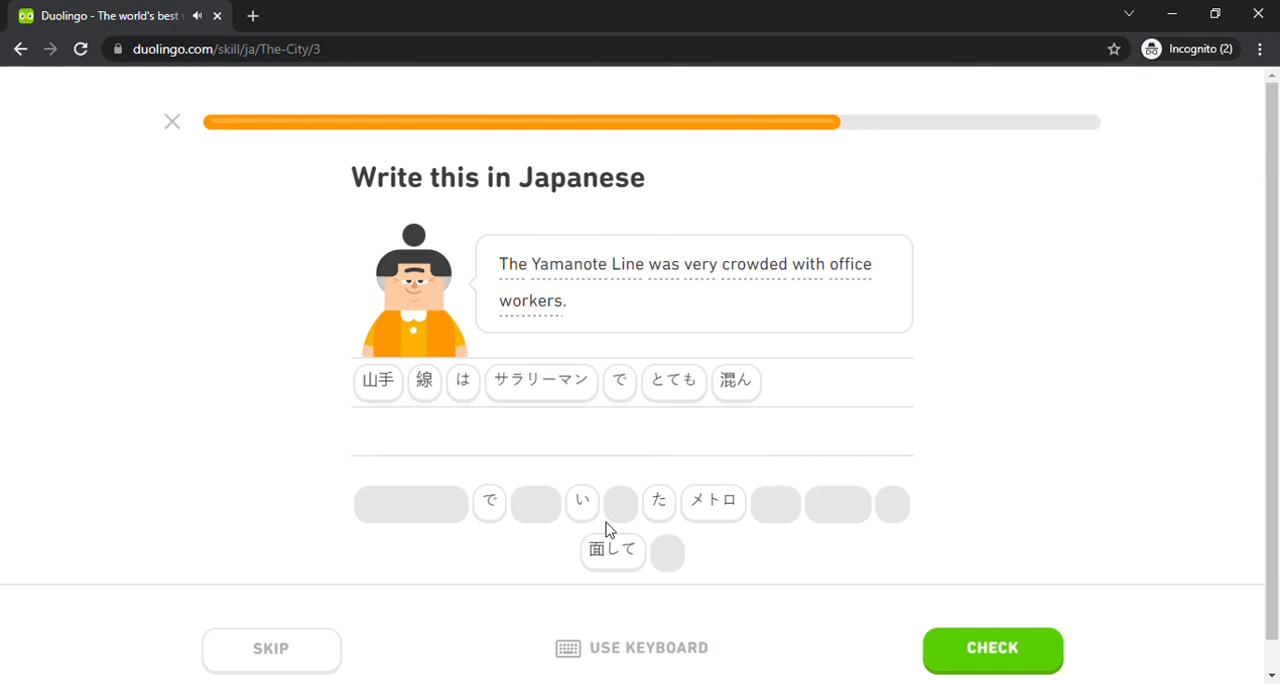 Duolingo - The world's best
duolingo.com/skill/ja/The-City/3
Incognito (2)
Write this in Japanese
The Yamanote Line was very crowded with office
workers.
山手 線 は サラリーマン で とても 混ん
で い た メトロ
面して
SKIP
USE KEYBOARD
CHECK